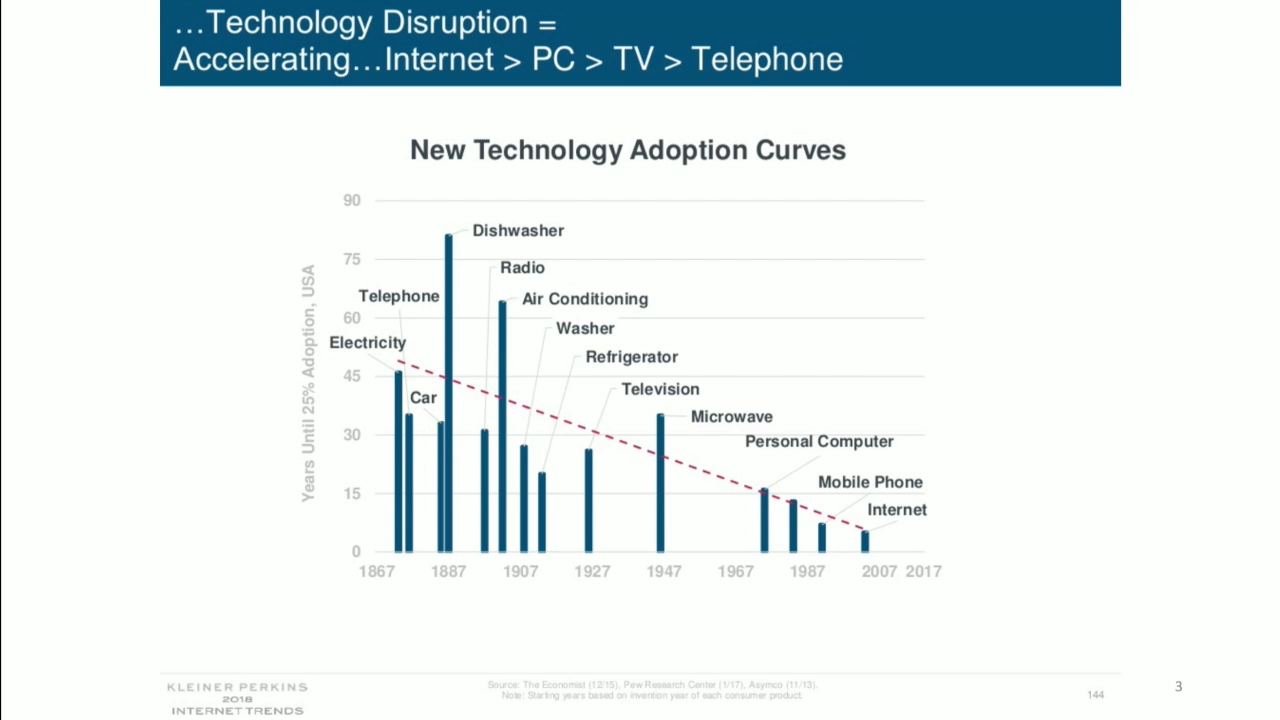 …Technology Disruption =
Accelerating…Internet > PC > TV > Telephone
New Technology Adoption Curves
Years Until 25% Adoption, USA
90
75
60
45
30
15
0
Dishwasher
Radio
Telephone
Air Conditioning
Washer
Electricity
Refrigerator
Television
Car
Microwave
Personal Computer
Mobile Phone
Internet
1867 1887 1907 1927 1947 1967 1987 2007 2017
KLEINER PERKINS
2018
INTERNET TRENDS
Source: The Economist (12/15), Pew Research Center (1/17), Asymco (11/13).
Note: Starting years based on invention year of each consumer product.
144
3